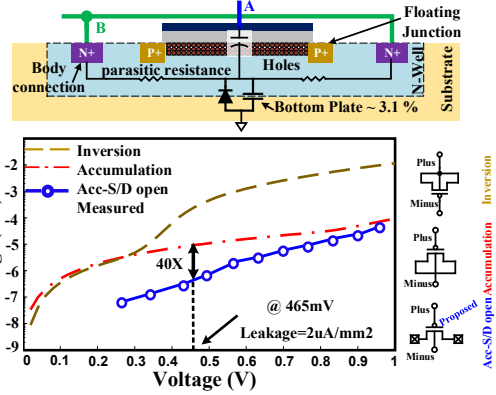 A
B
Floating
Junction
N+
P+
P+
N+
Body
connection
parasitic resistance
Holes
N-Well
Substrate
Bottom Plate ~ 3.1 %
Inversion
Accumulation
Acc-S/D open
Measured
40X
@ 465mV
Leakage=2uA/mm2
-2
-3
-4
-5
-6
-7
-8
-9
0
0.1
0.2
0.3
0.4
0.5
0.6
0.7
0.8
0.9
1
Voltage (V)
Plus
Minus
Inversion
Plus
Minus
Accumulation
Plus
Proposed
Minus
Acc-S/D open